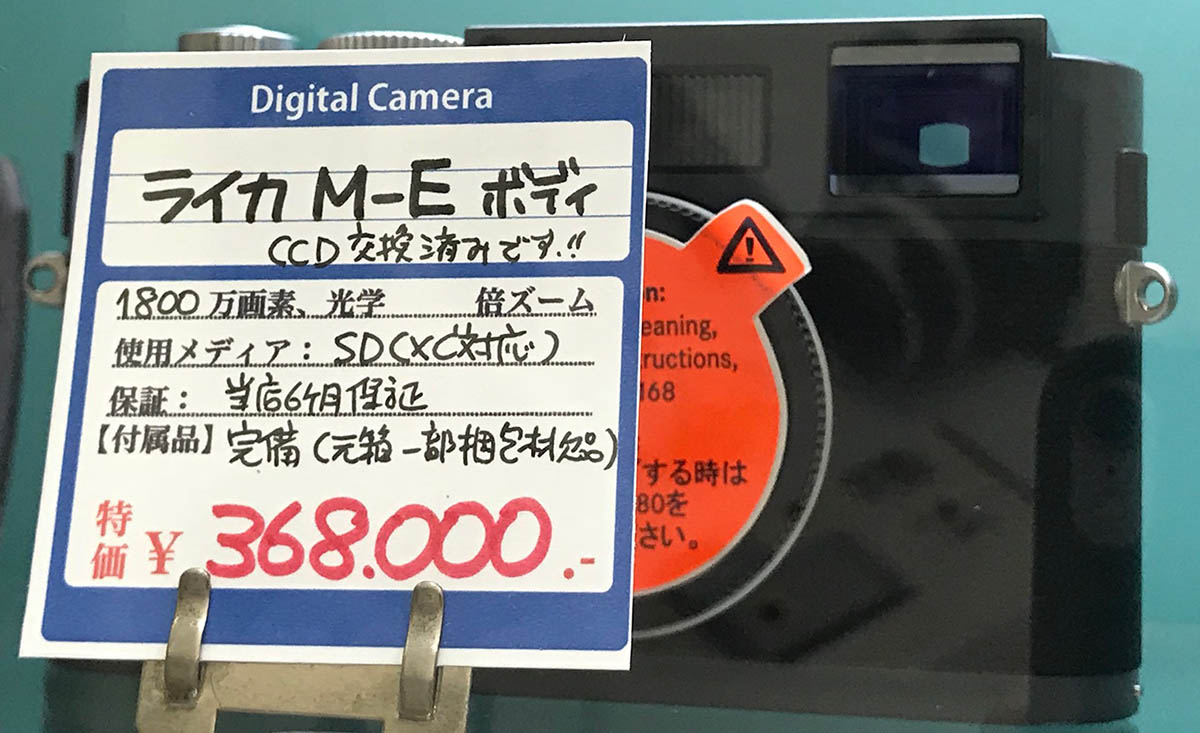 Digital Camera
ライカ M-E ボディ
CCD交換済みです!!
1800万画素、光学 倍ズーム
使用メディア: SD(XC対応)
保証: 当店6ケ月保証
【付属品】完備(元箱一部梱包材欠品)
特価 ¥ 368.000.-
n:
eaning,
ructions,
168
する時は
80を
さい。